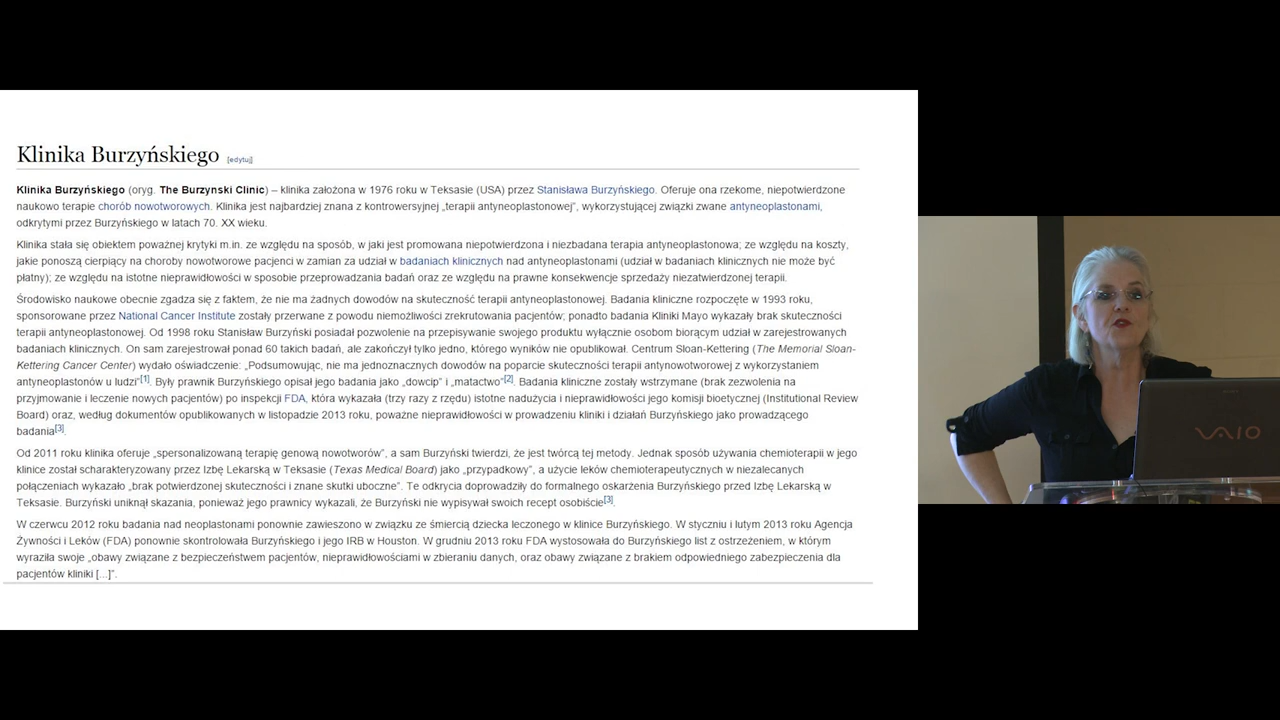 Klinika Burzyńskiego [edytuj]
Klinika Burzyńskiego (oryg. The Burzynski Clinic) – klinika założona w 1976 roku w Teksasie (USA) przez Stanisława Burzyńskiego. Oferuje ona rzekome, niepotwierdzone
naukowo terapie chorób nowotworowych. Klinika jest najbardziej znana z kontrowersyjnej „terapii antyneoplastonowej”, wykorzystującej związki zwane antyneoplastonami,
odkrytymi przez Burzyńskiego w latach 70. XX wieku.
Klinika stała się obiektem poważnej krytyki m.in. ze względu na sposób, w jaki jest promowana niepotwierdzona i niezbadana terapia antyneoplastonowa; ze względu na koszty,
jakie ponoszą cierpiący na choroby nowotworowe pacjenci w zamian za udział w badaniach klinicznych nad antyneoplastonami (udział w badaniach klinicznych nie może być
płatny); ze względu na istotne nieprawidłowości w sposobie przeprowadzania badań oraz ze względu na prawne konsekwencje sprzedaży niezatwierdzonej terapii.
Środowisko naukowe obecnie zgadza się z faktem, że nie ma żadnych dowodów na skuteczność terapii antyneoplastonowej. Badania kliniczne rozpoczęte w 1993 roku,
sponsorowane przez National Cancer Institute zostały przerwane z powodu niemożliwości zrekrutowania pacjentów; ponadto badania Kliniki Mayo wykazały brak skuteczności
terapii antyneoplastonowej. Od 1998 roku Stanisław Burzyński posiadał pozwolenie na przepisywanie swojego produktu wyłącznie osobom biorącym udział w zarejestrowanych
badaniach klinicznych. On sam zarejestrował ponad 60 takich badań, ale zakończył tylko jedno, którego wyników nie opublikował. Centrum Sloan-Kettering (The Memorial Sloan-
Kettering Cancer Center) wydało oświadczenie: „Podsumowując, nie ma jednoznacznych dowodów na poparcie skuteczności terapii antynowotworowej z wykorzystaniem
antyneoplastonów u ludzi”[1]. Były prawnik Burzyńskiego opisał jego badania jako „dowcip” i „matactwo”[2]. Badania kliniczne zostały wstrzymane (brak zezwolenia na
przyjmowanie i leczenie nowych pacjentów) po inspekcji FDA, która wykazała (trzy razy z rzędu) istotne nadużycia i nieprawidłowości jego komisji bioetycznej (Institutional Review
Board) oraz, według dokumentów opublikowanych w listopadzie 2013 roku, poważne nieprawidłowości w prowadzeniu kliniki i działań Burzyńskiego jako prowadzącego
badania[3].
Od 2011 roku klinika oferuje „spersonalizowaną terapię genową nowotworów”, a sam Burzyński twierdzi, że jest twórcą tej metody. Jednak sposób używania chemioterapii w jego
klinice został scharakteryzowany przez Izbę Lekarską w Teksasie (Texas Medical Board) jako „przypadkowy”, a użycie leków chemioterapeutycznych w niezalecanych
połączeniach wykazało „brak potwierdzonej skuteczności i znane skutki uboczne”. Te odkrycia doprowadziły do formalnego oskarżenia Burzyńskiego przed Izbę Lekarską w
Teksasie. Burzyński uniknął skazania, ponieważ jego prawnicy wykazali, że Burzyński nie wypisywał swoich recept osobiście[3].
W czerwcu 2012 roku badania nad neoplastonami ponownie zawieszono w związku ze śmiercią dziecka leczonego w klinice Burzyńskiego. W styczniu i lutym 2013 roku Agencja
Żywności i Leków (FDA) ponownie skontrolowała Burzyńskiego i jego IRB w Houston. W grudniu 2013 roku FDA wystosowała do Burzyńskiego list z ostrzeżeniem, w którym
wyraziła swoje „obawy związane z bezpieczeństwem pacjentów, nieprawidłowościami w zbieraniu danych, oraz obawy związane z brakiem odpowiedniego zabezpieczenia dla
pacjentów kliniki [...]”.
VAIO